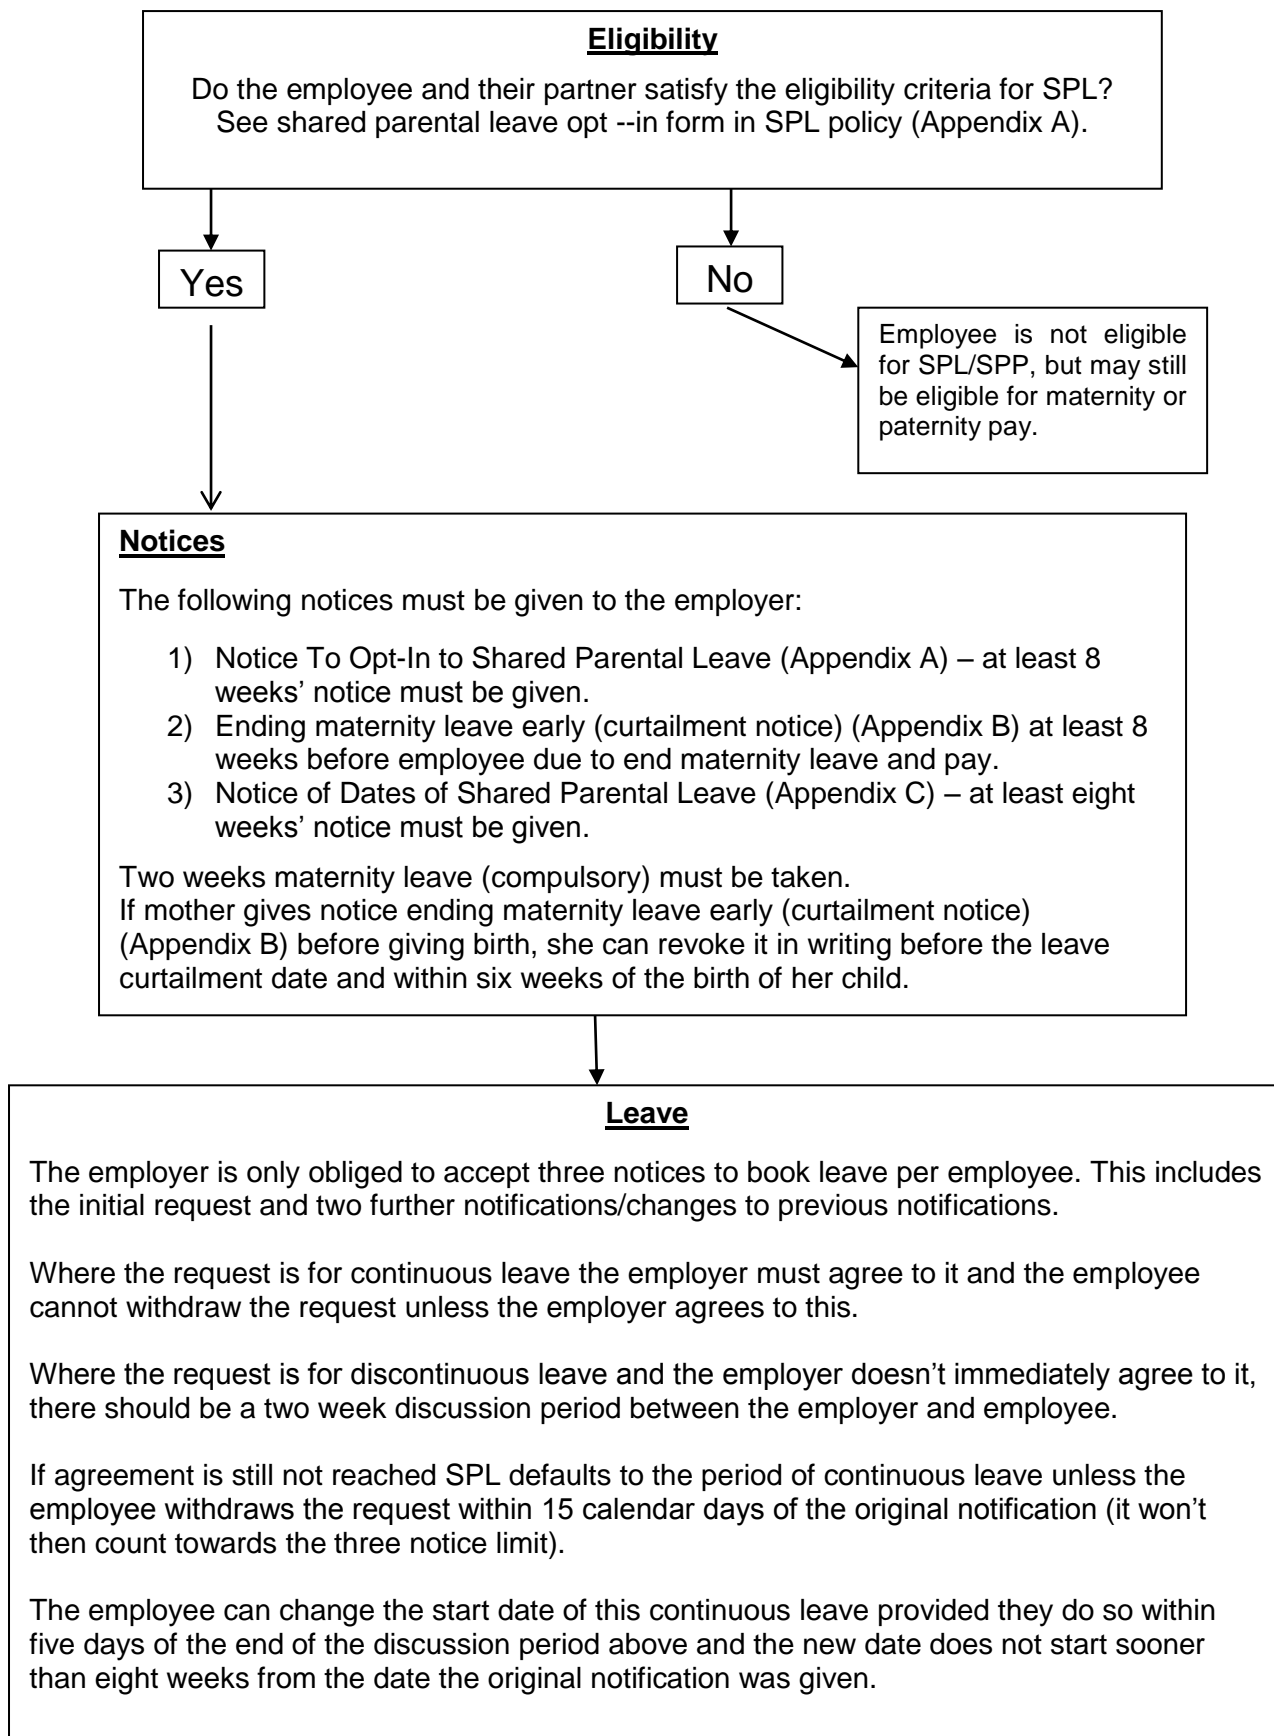 Eligibility
Do the employee and their partner satisfy the eligibility criteria for SPL?
See shared parental leave opt --in form in SPL policy (Appendix A).
Yes
No
Employee is not eligible
for SPL/SPP, but may still
be eligible for maternity or
paternity pay.
Notices
The following notices must be given to the employer:
1) Notice To Opt-In to Shared Parental Leave (Appendix A) – at least 8
weeks’ notice must be given.
2) Ending maternity leave early (curtailment notice) (Appendix B) at least 8
weeks before employee due to end maternity leave and pay.
3) Notice of Dates of Shared Parental Leave (Appendix C) – at least eight
weeks’ notice must be given.
Two weeks maternity leave (compulsory) must be taken.
If mother gives notice ending maternity leave early (curtailment notice)
(Appendix B) before giving birth, she can revoke it in writing before the leave
curtailment date and within six weeks of the birth of her child.
Leave
The employer is only obliged to accept three notices to book leave per employee. This includes
the initial request and two further notifications/changes to previous notifications.
Where the request is for continuous leave the employer must agree to it and the employee
cannot withdraw the request unless the employer agrees to this.
Where the request is for discontinuous leave and the employer doesn’t immediately agree to it,
there should be a two week discussion period between the employer and employee.
If agreement is still not reached SPL defaults to the period of continuous leave unless the
employee withdraws the request within 15 calendar days of the original notification (it won’t
then count towards the three notice limit).
The employee can change the start date of this continuous leave provided they do so within
five days of the end of the discussion period above and the new date does not start sooner
than eight weeks from the date the original notification was given.